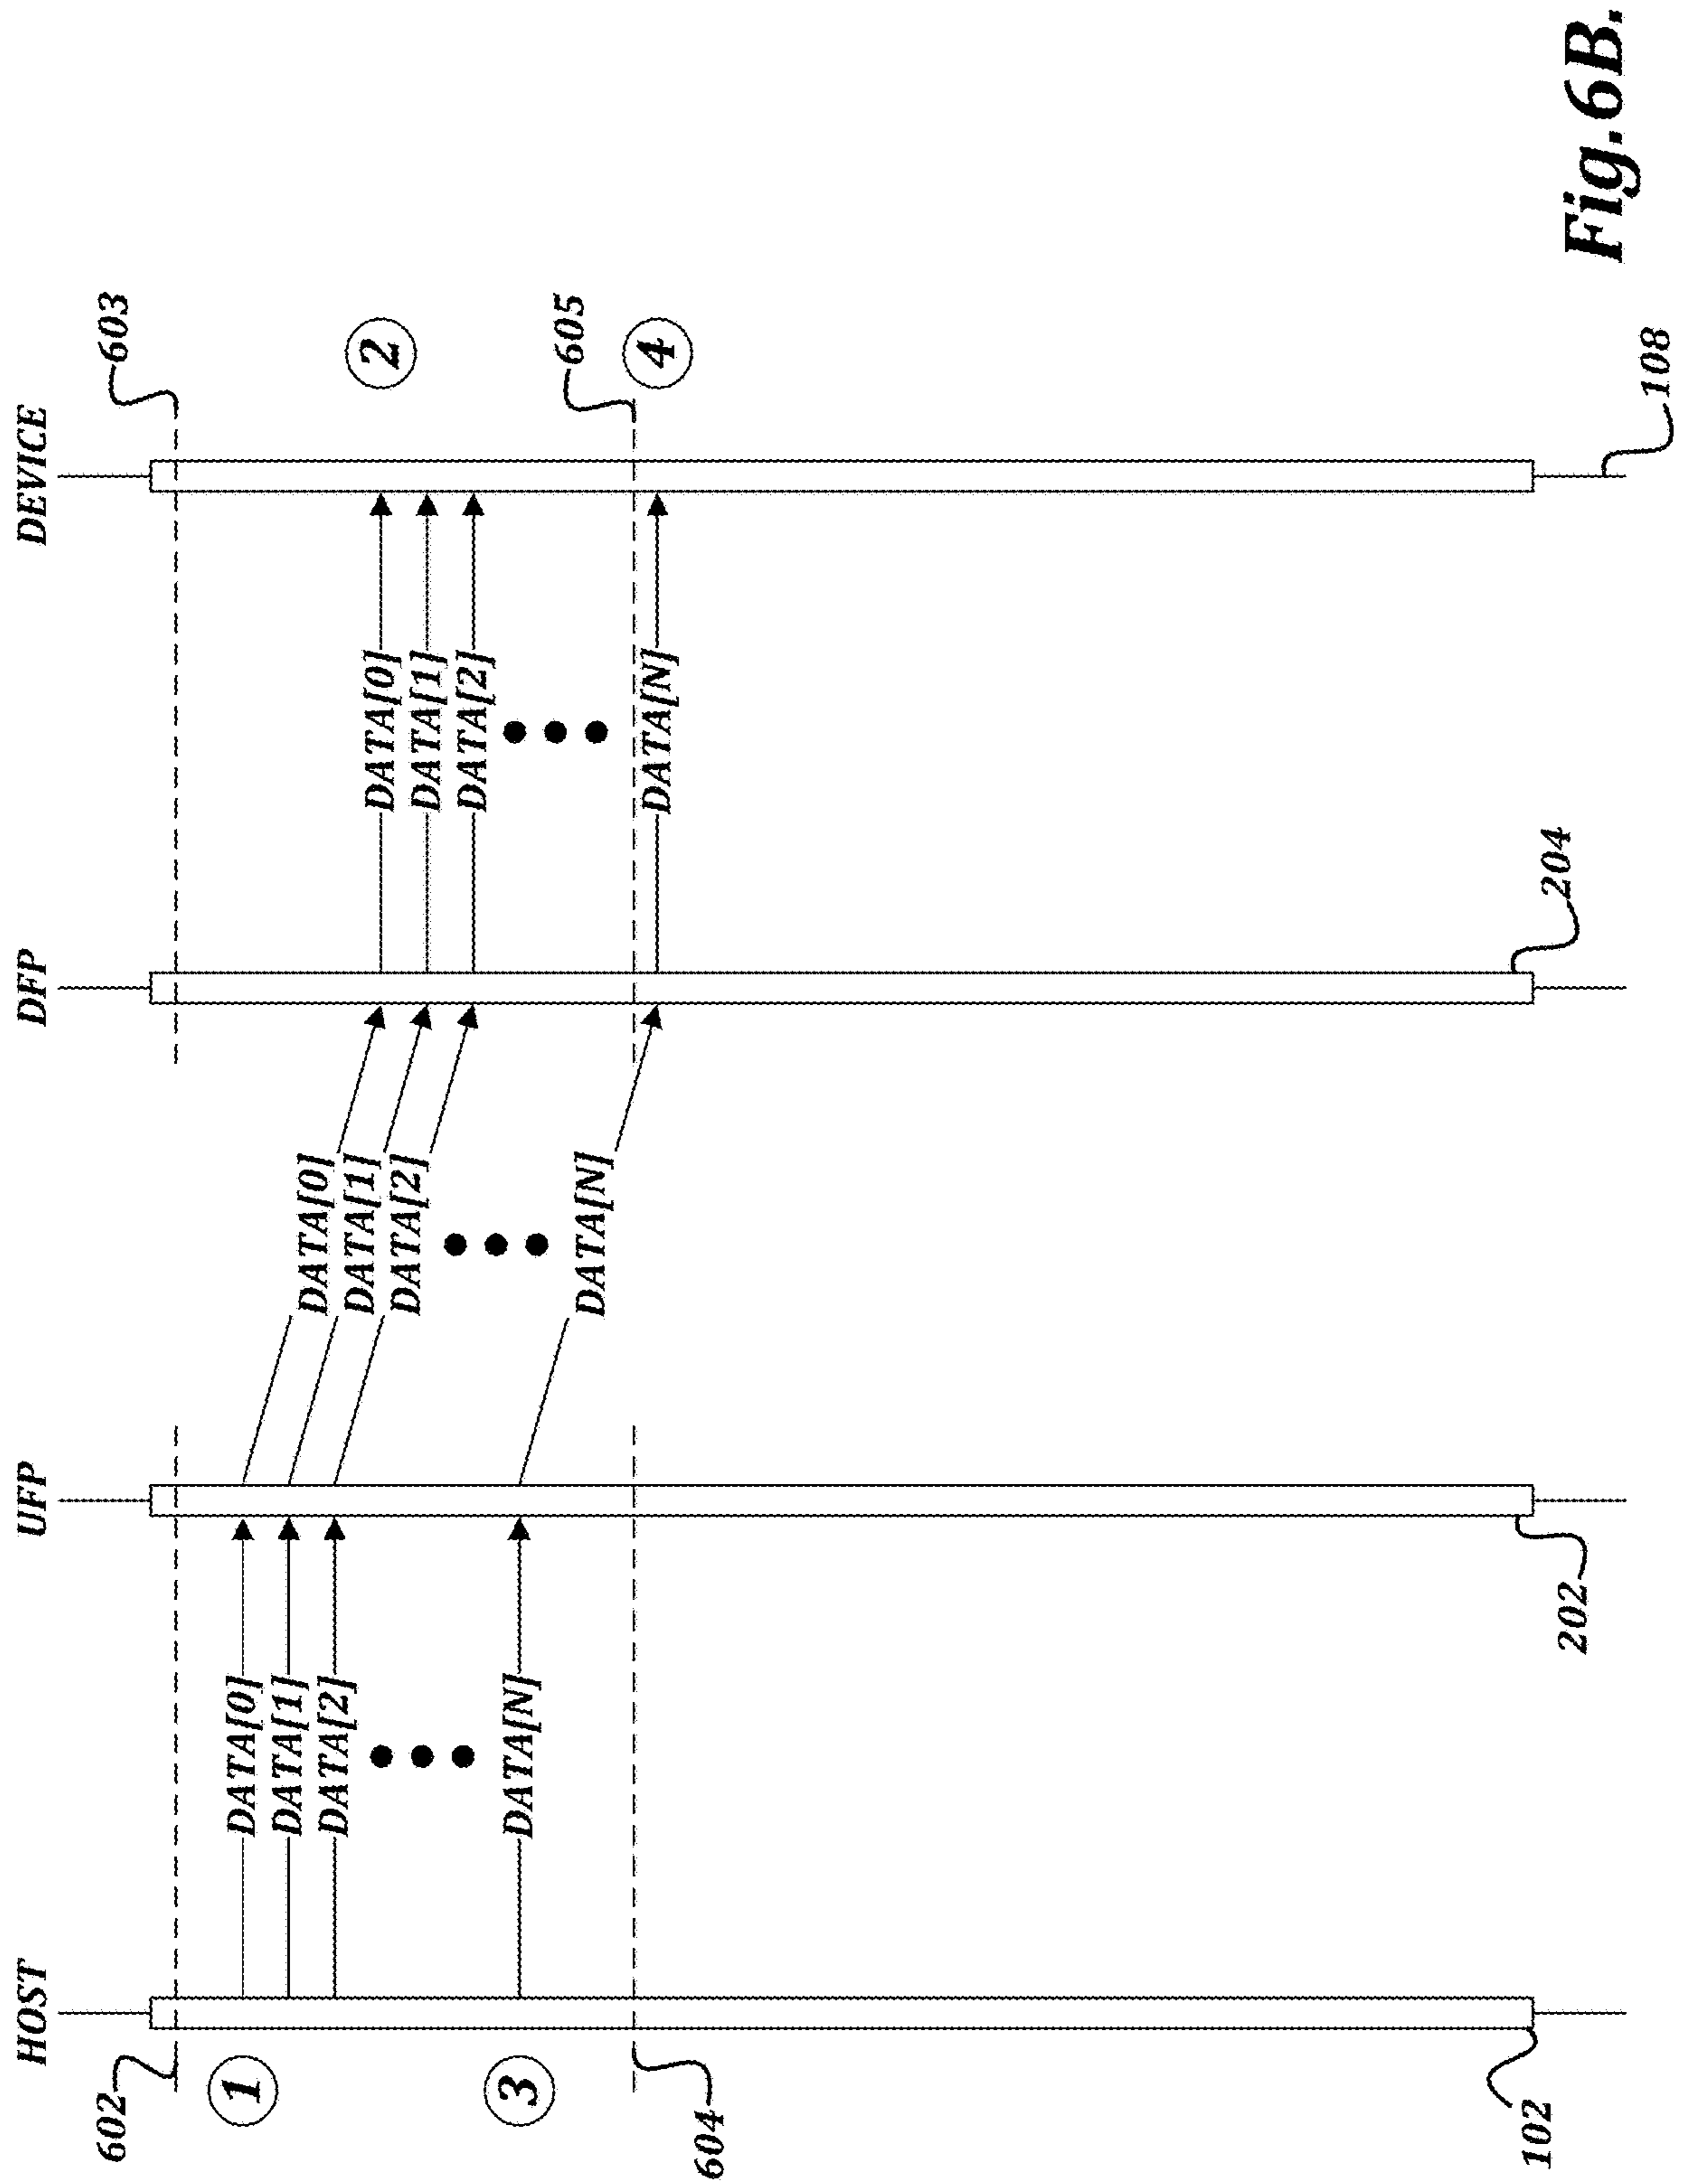 HOST
UFP
DFP
DEVICE
602
603
1
DATA[0]
DATA[1]
DATA[2]
DATA[N]
3
DATA[0]
DATA[1]
DATA[2]
DATA[N]
DATA[0]
DATA[1]
DATA[2]
DATA[N]
2
605
4
604
102
202
204
108
Fig.6B.